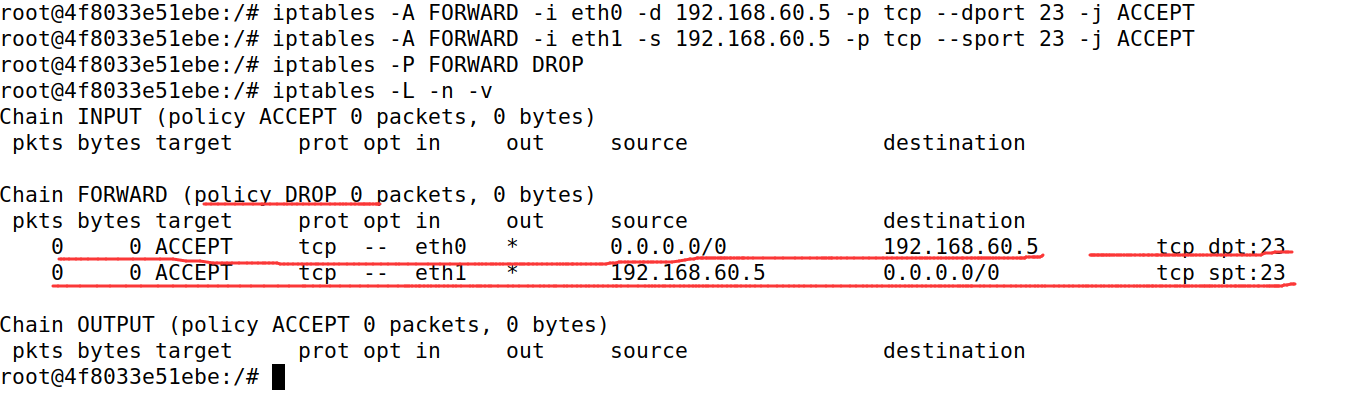 root@4f8033e51ebe:/# iptables -A FORWARD -i eth0 -d 192.168.60.5 -p tcp --dport 23 -j ACCEPT
root@4f8033e51ebe:/# iptables -A FORWARD -i eth1 -s 192.168.60.5 -p tcp --sport 23 -j ACCEPT
root@4f8033e51ebe:/# iptables -P FORWARD DROP
root@4f8033e51ebe:/# iptables -L -n -v
Chain INPUT (policy ACCEPT 0 packets, 0 bytes)
 pkts bytes target     prot opt in     out     source               destination

Chain FORWARD (policy DROP 0 packets, 0 bytes)
 pkts bytes target     prot opt in     out     source               destination
    0     0 ACCEPT     tcp  --  eth0   *       0.0.0.0/0            192.168.60.5         tcp dpt:23
    0     0 ACCEPT     tcp  --  eth1   *       192.168.60.5         0.0.0.0/0            tcp spt:23

Chain OUTPUT (policy ACCEPT 0 packets, 0 bytes)
 pkts bytes target     prot opt in     out     source               destination
root@4f8033e51ebe:/#